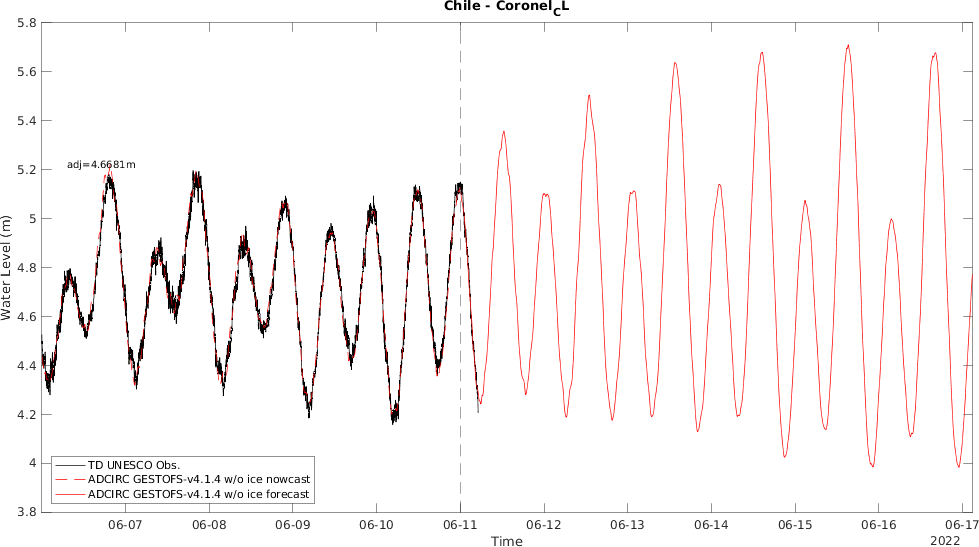 Chile - Coronel_CL
5.8
5.6
5.4
5.2
5
4.8
4.6
4.4
4.2
4
3.8
Water Level (m)
adj=4.6681m
TD UNESCO Obs.
ADCIRC GESTOFS-v4.1.4 w/o ice nowcast
ADCIRC GESTOFS-v4.1.4 w/o ice forecast
06-07 06-08 06-09 06-10 06-11 06-12 06-13 06-14 06-15 06-16 06-17
Time
2022